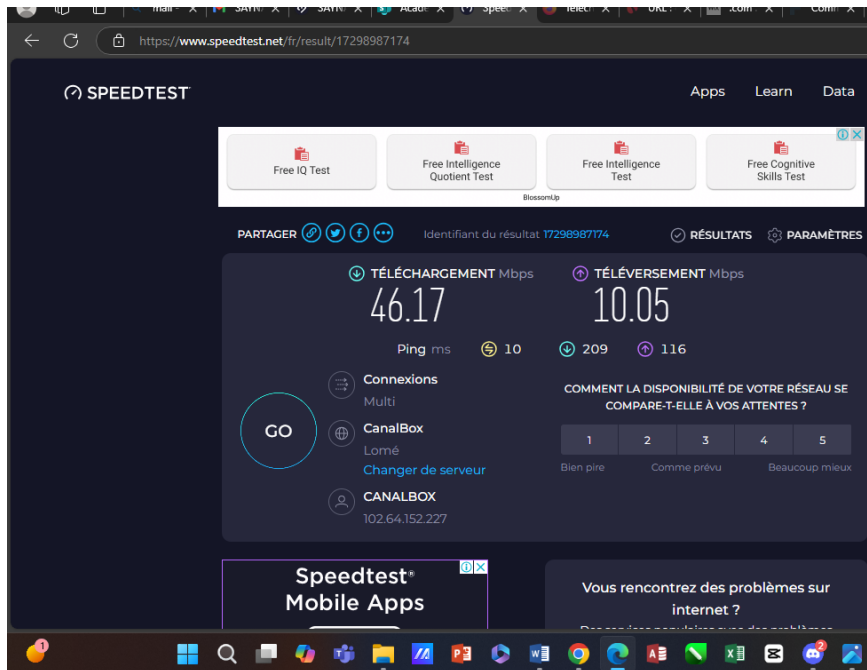 SAYN
SAYN
Acade
Speed
.com
Comm
https://www.speedtest.net/fr/result/17298987174
SPEEDTEST
Apps Learn Data
Free IQ Test
Free Intelligence
Quotient Test
Free Intelligence
Test
Free Cognitive
Skills Test
BlossomUp
PARTAGER
Identifiant du résultat 17298987174
RÉSULTATS
PARAMÈTRES
TÉLÉCHARGEMENT Mbps
46.17
TÉLÉVERSEMENT Mbps
10.05
Ping ms 10 209 116
GO
Connexions
Multi
CanalBox
Lomé
Changer de serveur
CANALBOX
102.64.152.227
COMMENT LA DISPONIBILITÉ DE VOTRE RÉSEAU SE
COMPARE-T-ELLE À VOS ATTENTES ?
1 2 3 4 5
Bien pire Comme prévu Beaucoup mieux
Speedtest®
Mobile Apps
Vous rencontrez des problèmes sur
internet ?